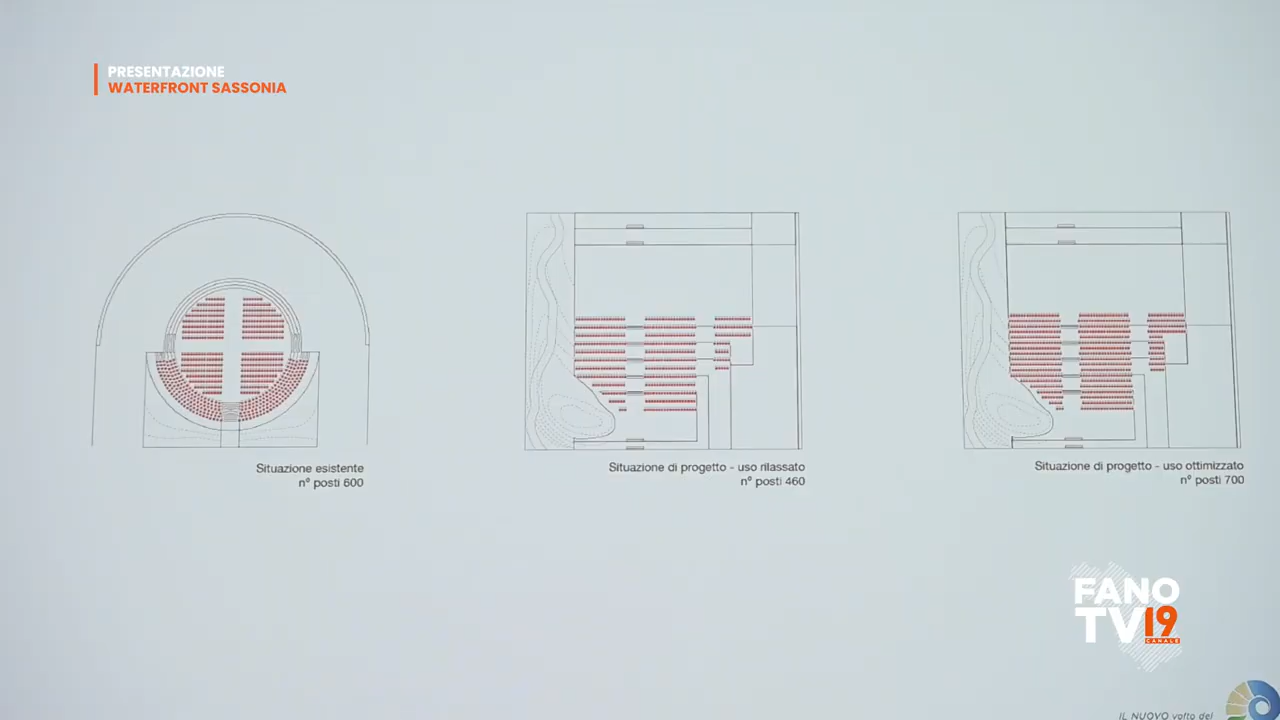 PRESENTAZIONE
WATERFRONT SASSONIA
Situazione esistente
n° posti 600
Situazione di progetto - uso rilassato
n° posti 460
Situazione di progetto - uso ottimizzato
n° posti 700
FANO
TV19
CANALE
IL NUOVO volto del